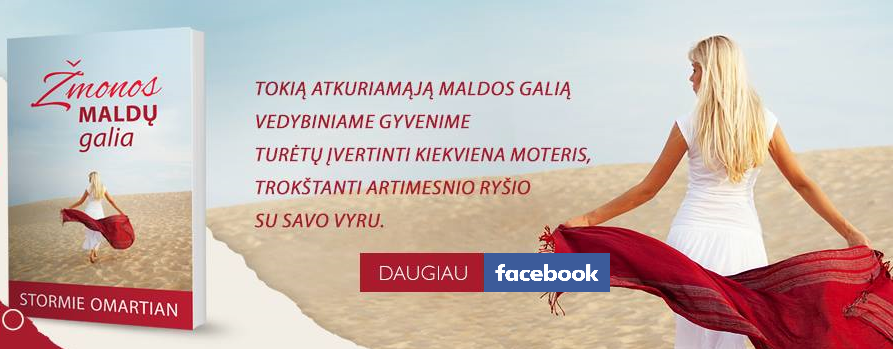 Žmonos
MALDŲ
galia
STORMIE OMARTIAN
TOKIĄ ATKURIAMĄJĄ MALDOS GALIĄ
VEDYBINIAME GYVENIME
TURĖTŲ ĮVERTINTI KIEKVIENA MOTERIS,
TROKŠTANTI ARTIMESNIO RYŠIO
SU SAVO VYRU.
DAUGIAU facebook